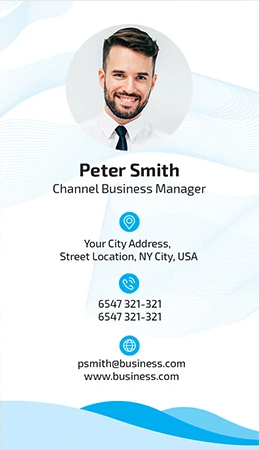 Peter Smith
Channel Business Manager
Your City Address,
Street Location, NY City, USA
6547 321-321
6547 321-321
psmith@business.com
www.business.com